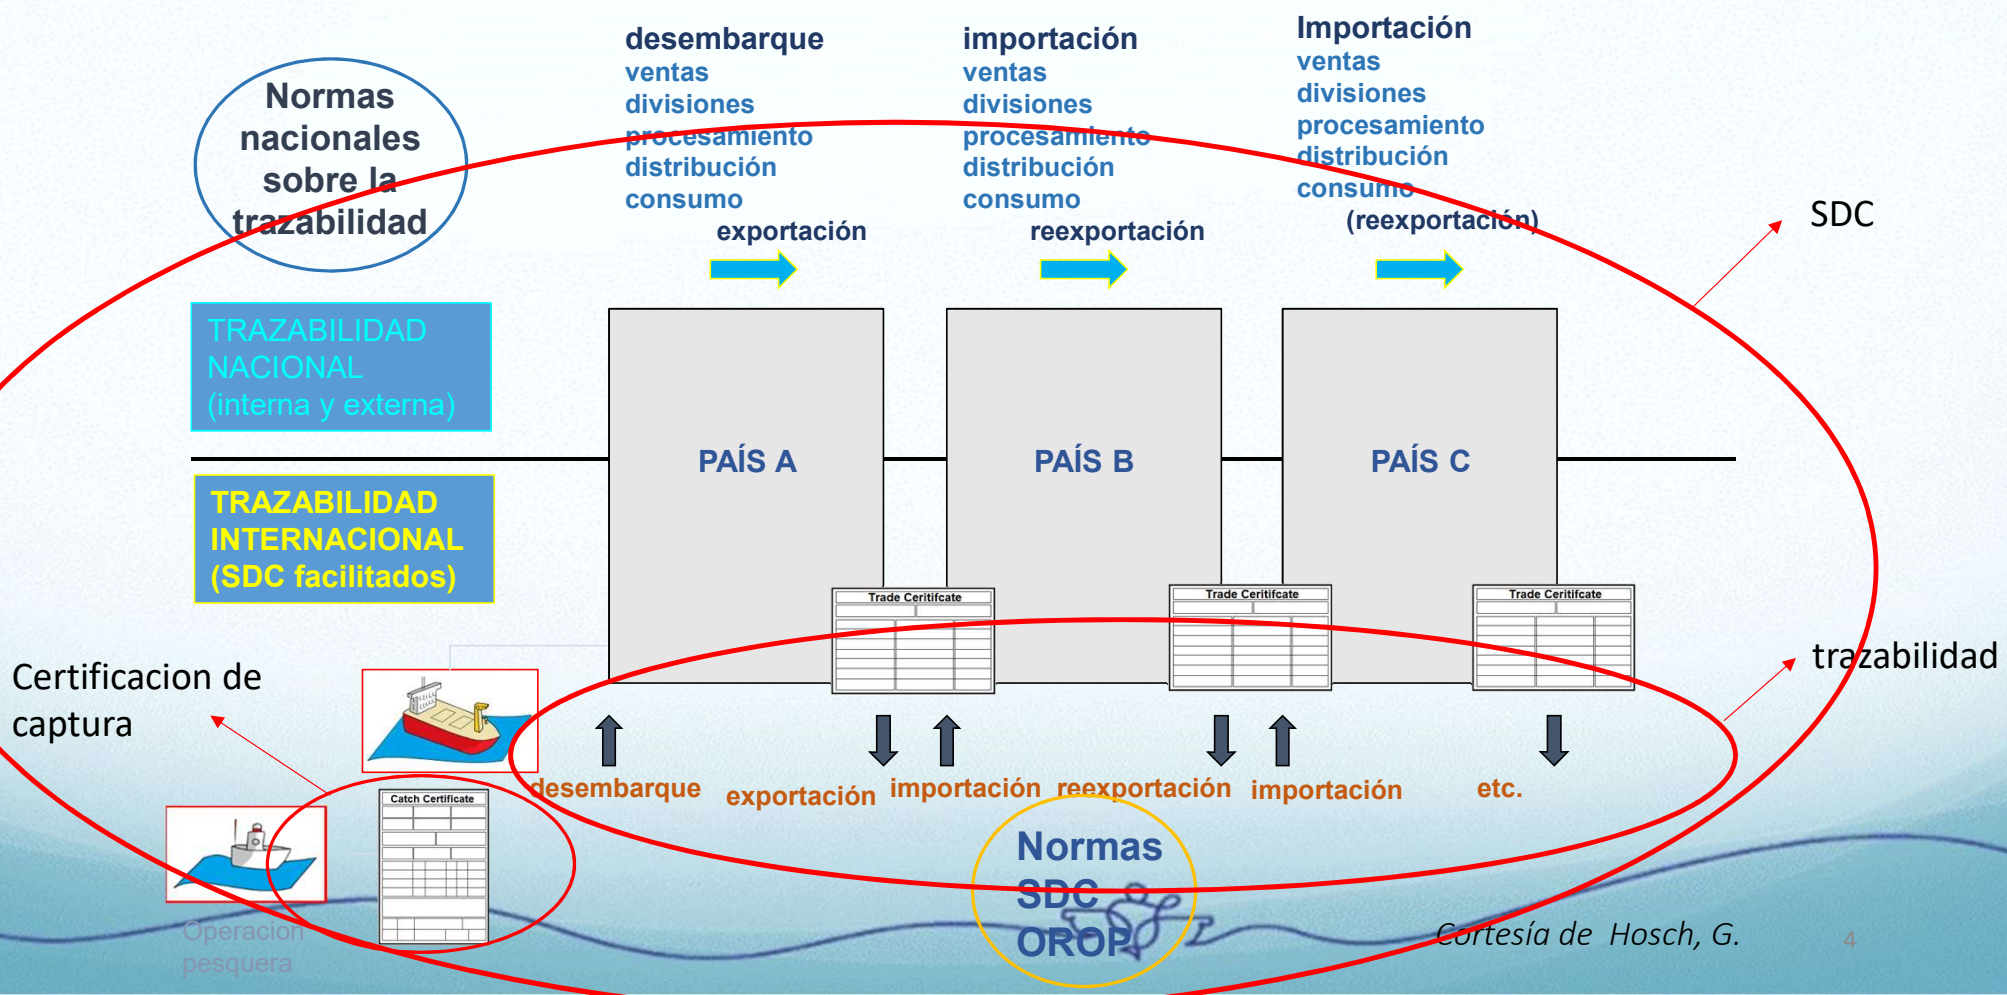 Normas
nacionales
sobre la
trazabilidad
desembarque
ventas
divisiones
procesamiento
distribución
consumo
exportación
importación
ventas
divisiones
procesamiento
distribución
consumo
reexportación
Importación
ventas
divisiones
procesamiento
distribución
consumo
(reexportación)
SDC
TRAZABILIDAD
NACIONAL
(interna y externa)
PAÍS A
PAÍS B
PAÍS C
TRAZABILIDAD
INTERNACIONAL
(SDC facilitados)
Trade Ceritifcate
Trade Ceritifcate
Trade Ceritifcate
trazabilidad
Certificacion de
captura
desembarque
exportación
importación
reexportación
importación
etc.
Catch Certificate
Normas
SDC
OROP
Operacion
pesquera
Cortesía de Hosch, G.
4